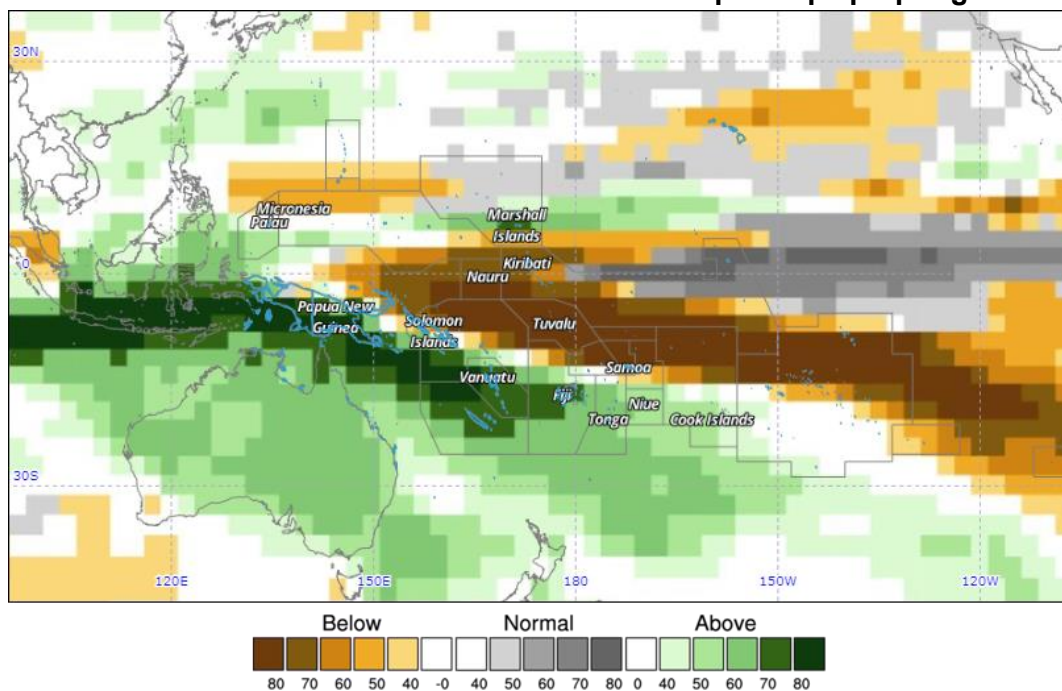 30N
Micronesia
Palau
Marshall
Islands
0
Kiribati
Nauru
Papua New
Guinea
Solomon
Islands
Tuvalu
Samoa
Vanuatu
Fiji
Niue
Tonga
Cook Islands
30S
120E 150E 180 150W 120W
Below Normal Above
80 70 60 50 40 -0 40 50 60 70 80 0 40 50 60 70 80